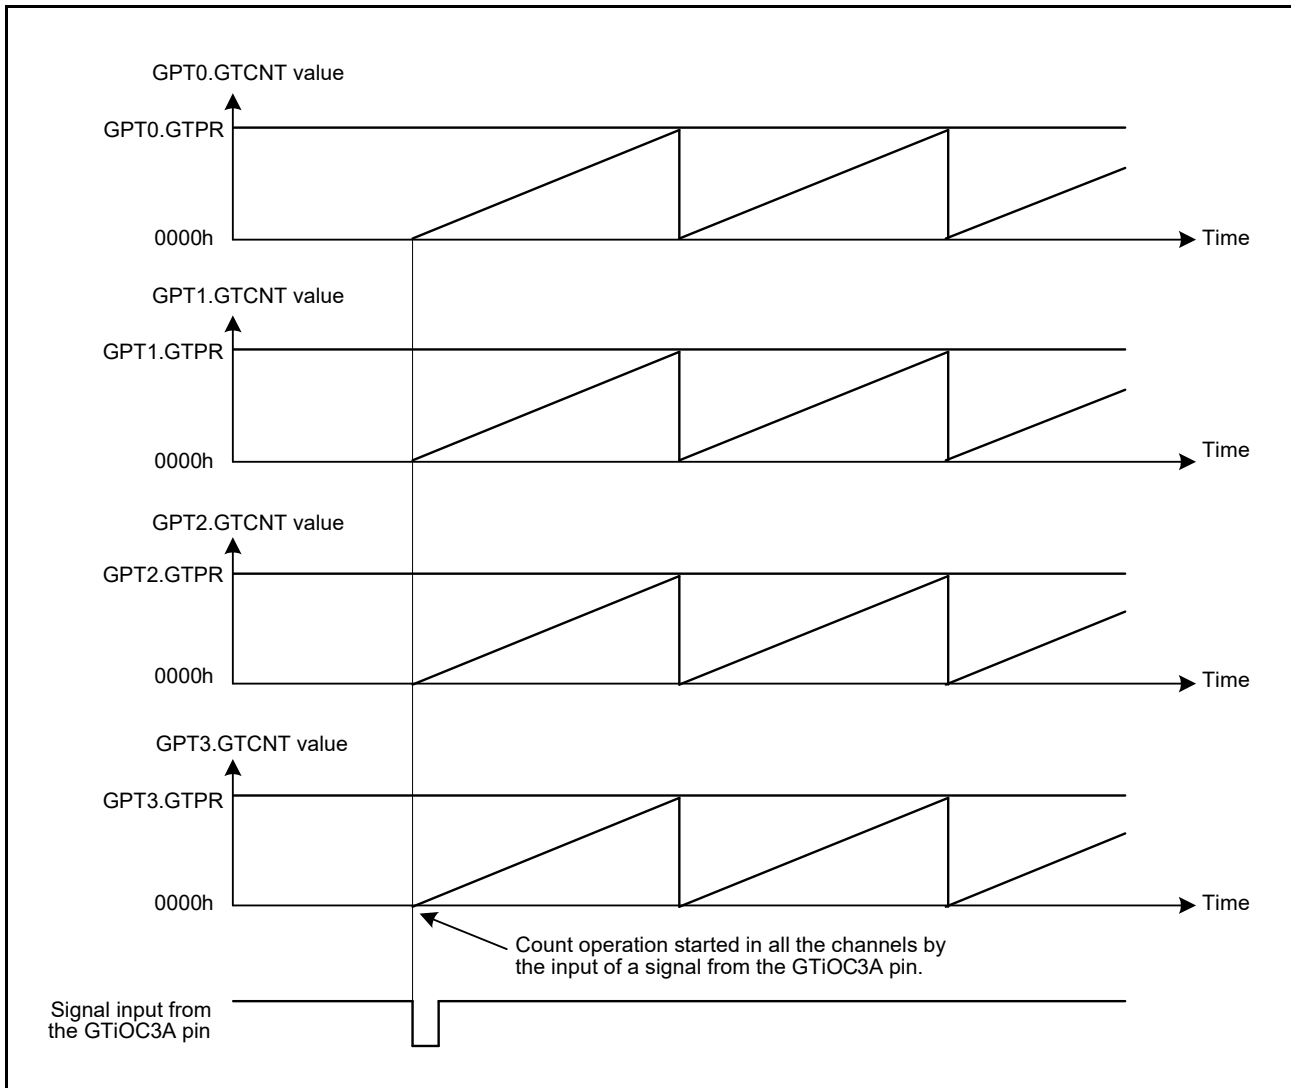 GPT0.GTCNT value
GPT0.GTPR
0000h
Time
GPT1.GTCNT value
GPT1.GTPR
0000h
Time
GPT2.GTCNT value
GPT2.GTPR
0000h
Time
GPT3.GTCNT value
GPT3.GTPR
0000h
Time
Count operation started in all the channels by
the input of a signal from the GTiOC3A pin.
Signal input from
the GTiOC3A pin